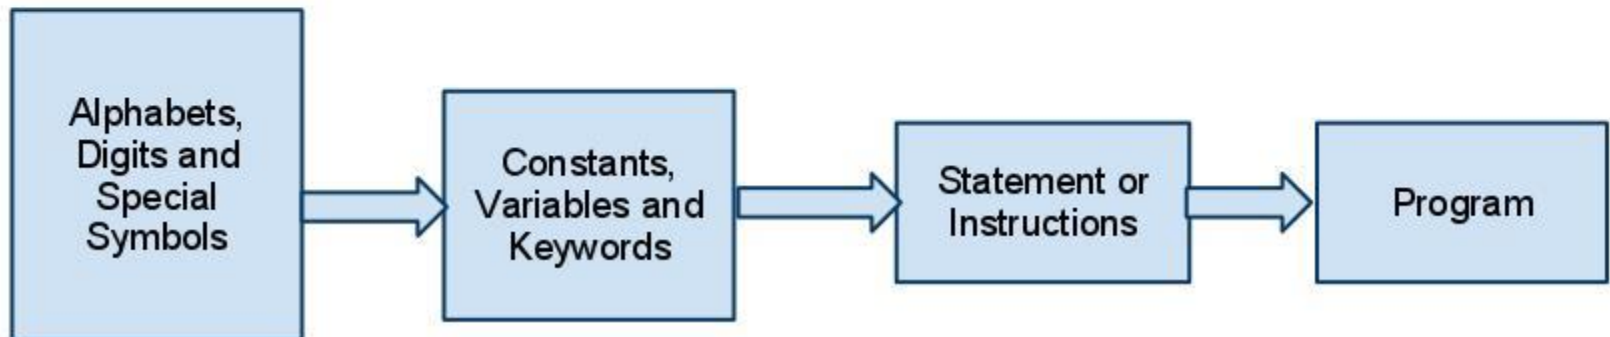 Alphabets,
Digits and
Special
Symbols
Constants,
Variables and
Keywords
Statement or
Instructions
Program